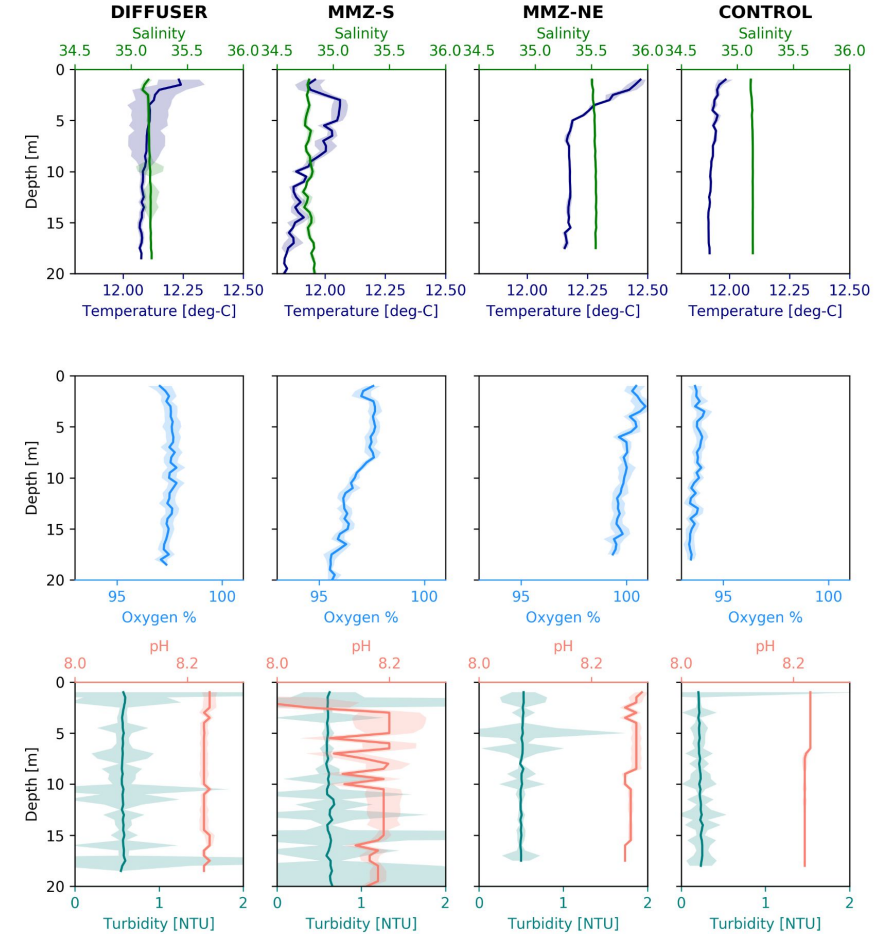 DIFFUSER MMZ-S MMZ-NE CONTROL
Salinity Salinity Salinity Salinity
34.5 35.0 35.5 36.0 34.5 35.0 35.5 36.0 34.5 35.0 35.5 36.0 34.5 35.0 35.5 36.0
0
5
10
15
20
Depth [m]
12.00 12.25 12.50 12.00 12.25 12.50 12.00 12.25 12.50 12.00 12.25 12.50
Temperature [deg-C] Temperature [deg-C] Temperature [deg-C] Temperature [deg-C]
0
5
10
15
20
Depth [m]
95 100 95 100 95 100 95 100
Oxygen % Oxygen % Oxygen % Oxygen %
pH pH pH pH
8.0 8.2 8.0 8.2 8.0 8.2 8.0 8.2
0
5
10
15
20
Depth [m]
0 1 2 0 1 2 0 1 2 0 1 2
Turbidity [NTU] Turbidity [NTU] Turbidity [NTU] Turbidity [NTU]